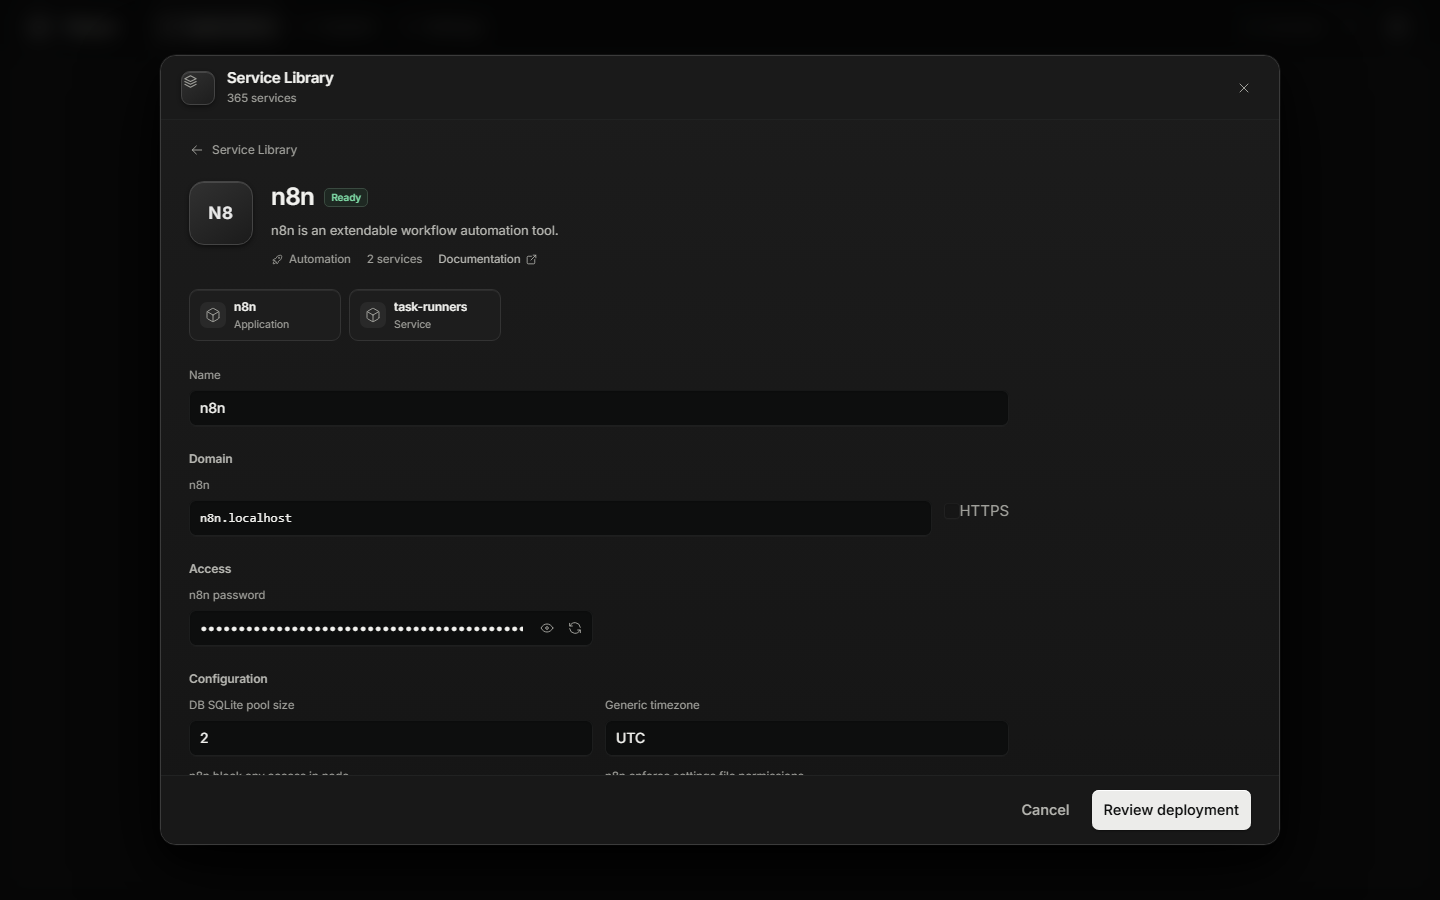 Service Library
365 services
Service Library
N8
n8n
Ready
n8n is an extendable workflow automation tool.
Automation
2 services
Documentation
n8n
Application
task-runners
Service
Name
n8n
Domain
n8n
n8n.localhost
HTTPS
Access
n8n password
Configuration
DB SQLite pool size
Generic timezone
2
UTC
Cancel
Review deployment